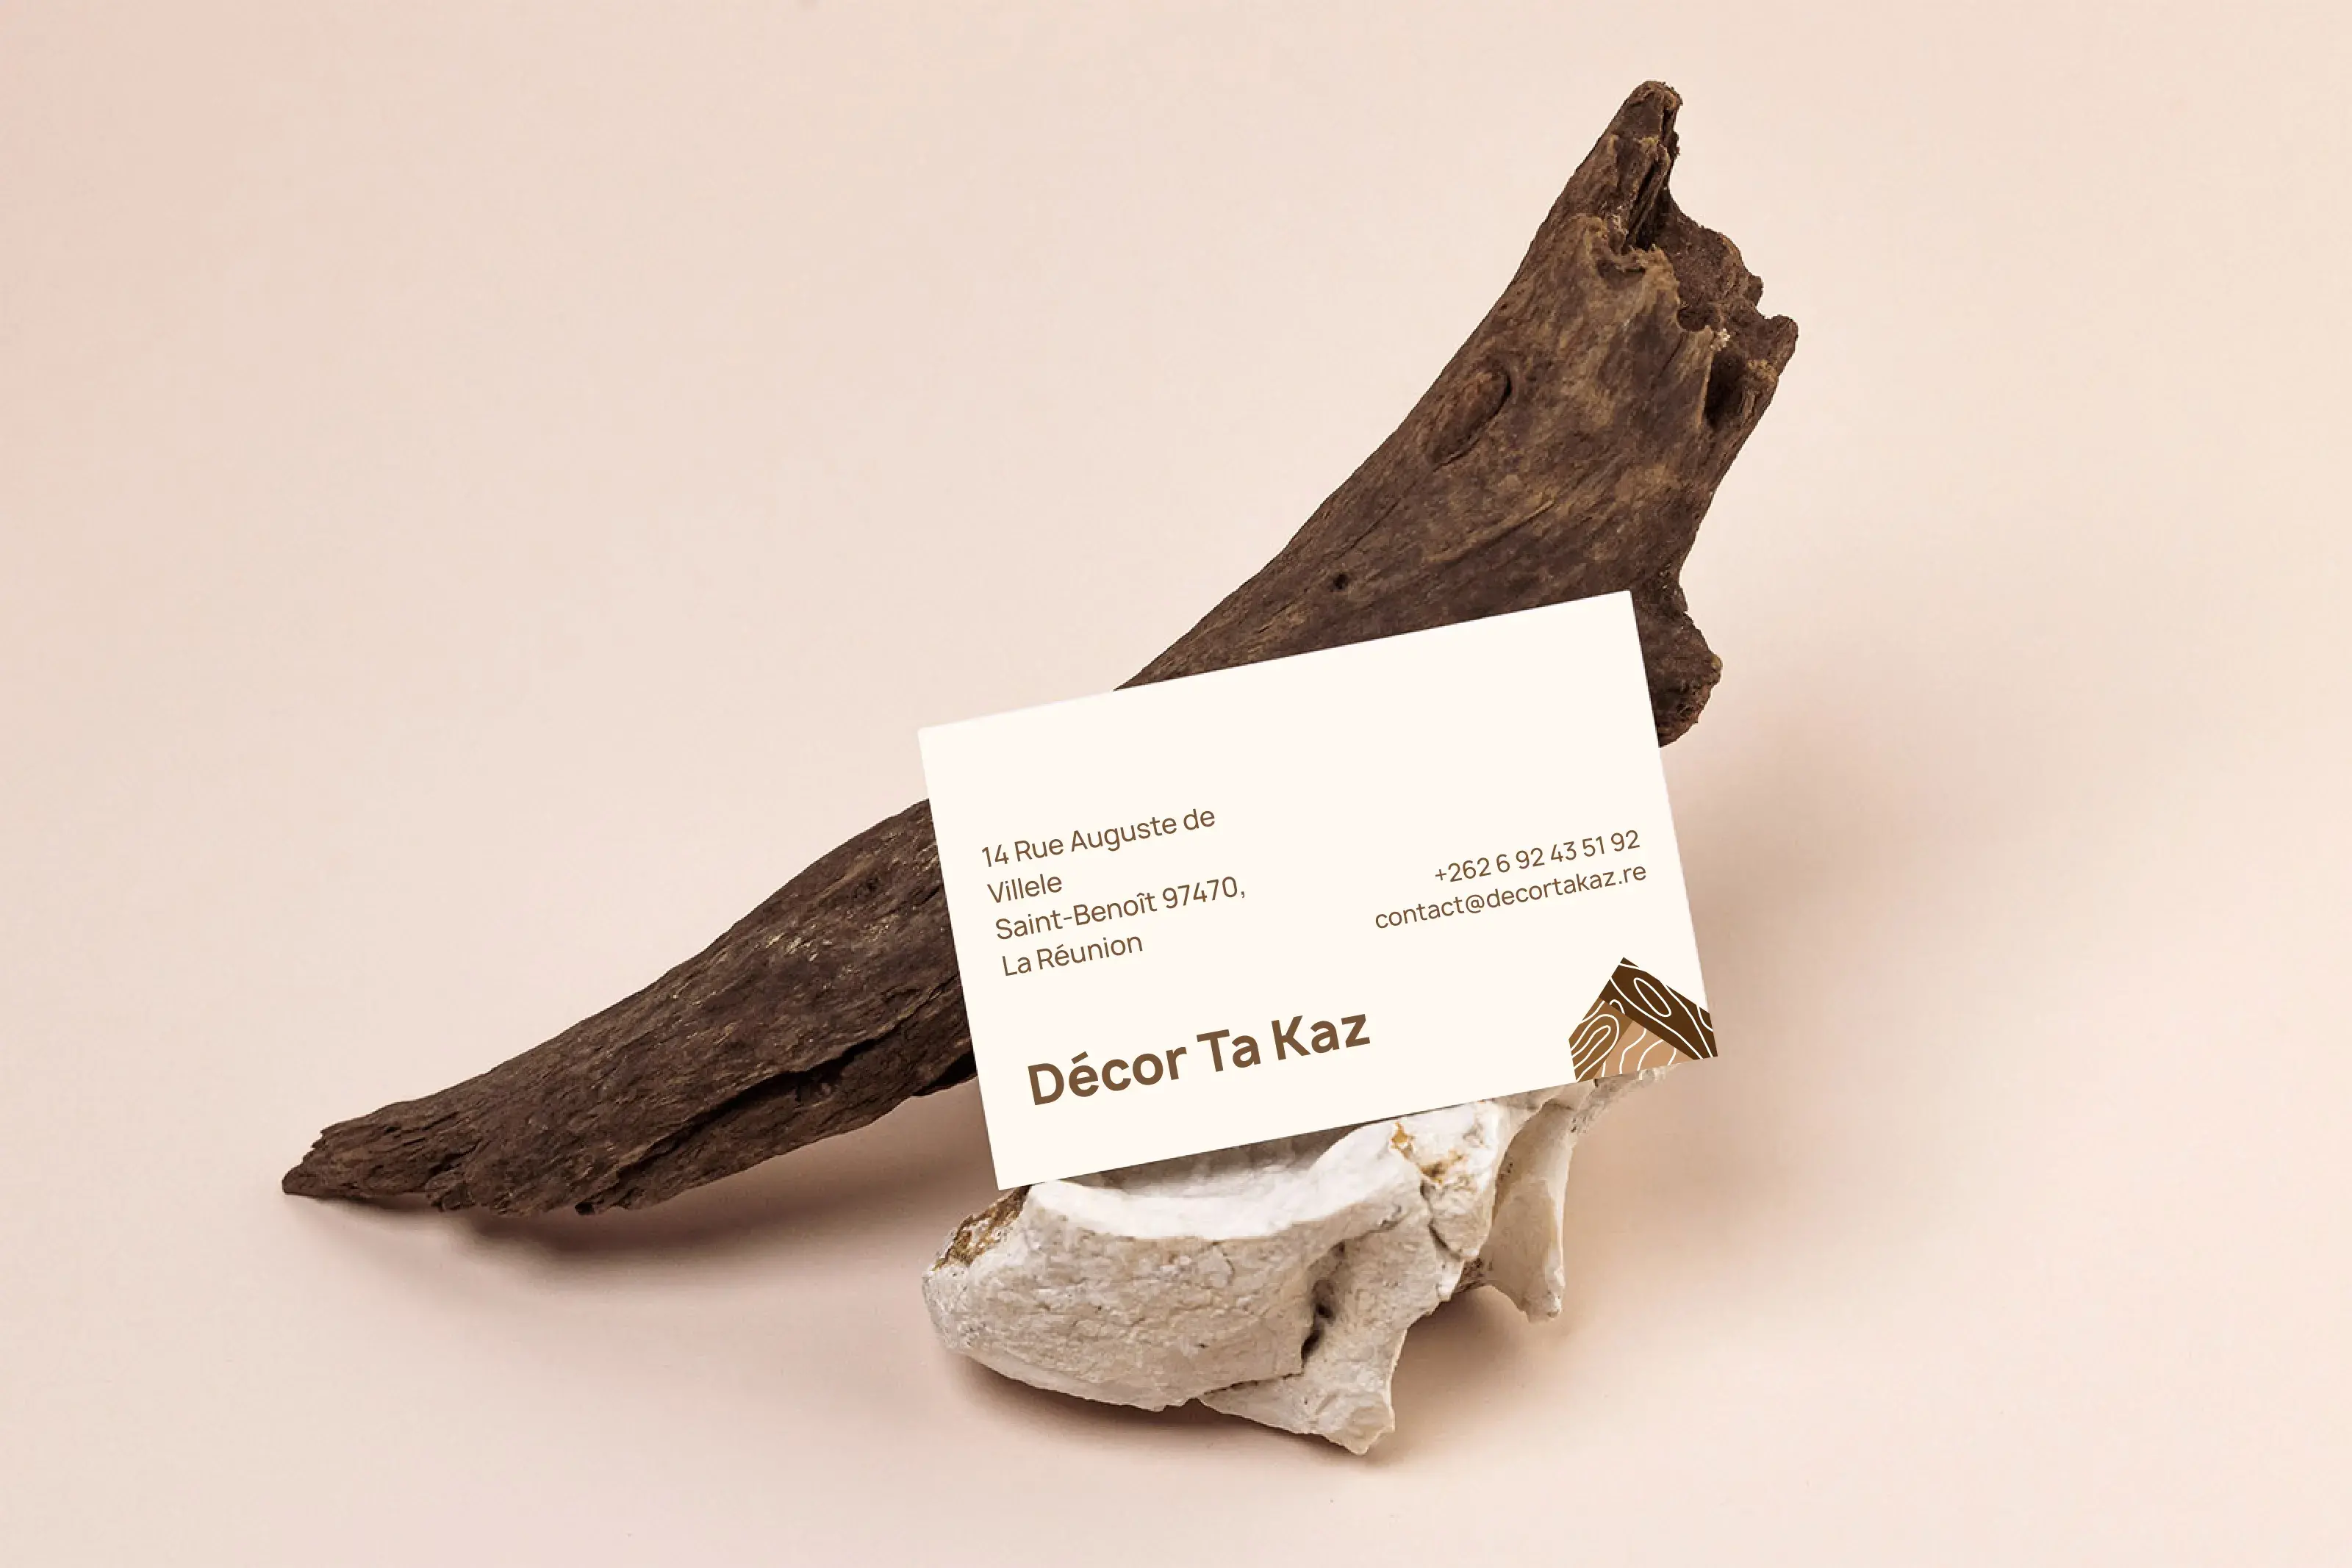 14 Rue Auguste de
Villele
Saint-Benoît 97470,
La Réunion
+262 6 92 43 51 92
contact@decortakaz.re
Décor Ta Kaz